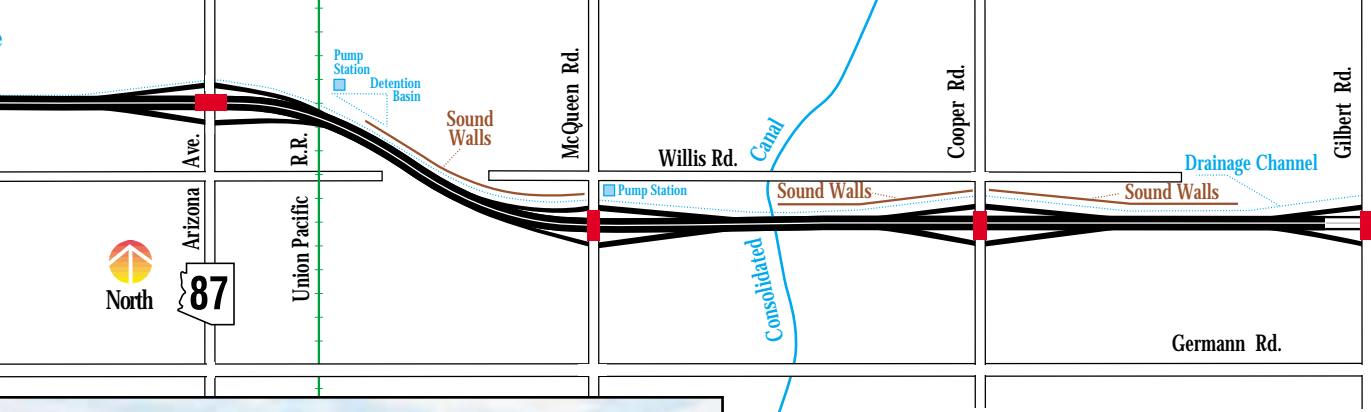 Pump
Station
Detention
Basin
Sound
Walls
McQueen Rd.
Willis Rd.
Canal
Cooper Rd.
Gilbert Rd.
Drainage Channel
Ave.
R.R.
Pump Station
Sound Walls
Sound Walls
Arizona
Union Pacific
Consolidated
North
87
Germann Rd.